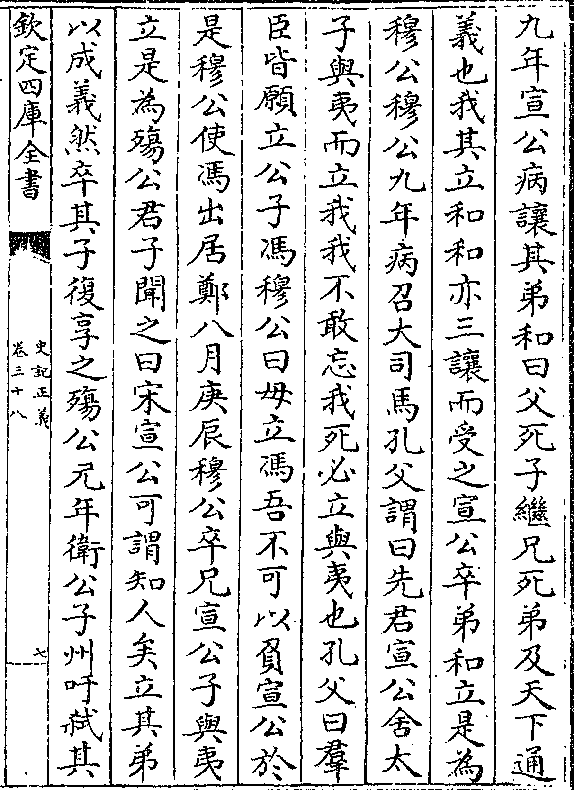 九年宣公病讓其弟和曰父死子繼兄死弟及天下通
義也我其立和和亦三讓而受之宣公卒弟和立是為
穆公穆公九年病召大司馬孔父謂曰先君宣公舍太
子與夷而立我我不敢忘我死必立與夷也孔父曰羣
臣皆願立公子馮穆公曰毋立馮吾不可以負宣公於
是穆公使馮出居鄭八月庚辰穆公卒兄宣公子與夷
立是為殤公君子聞之曰宋宣公可謂知人矣立其弟
以成義然卒其子復享之殤公元年衛公子州吁弑其
欽定四庫全書
史記正義
卷三十八
七